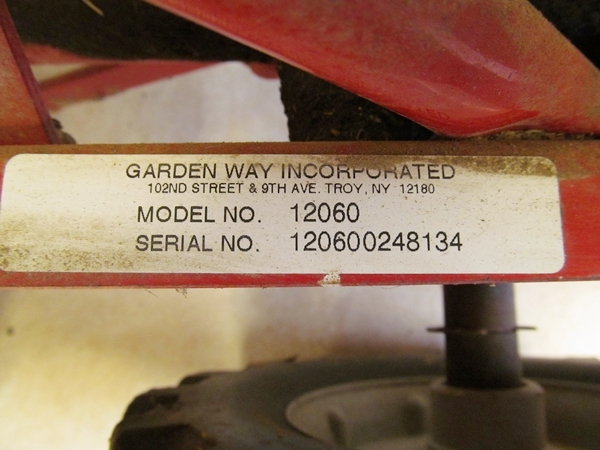 GARDEN WAY INCORPORATED
102ND STREET & 9TH AVE. TROY, NY 12180
MODEL NO. 12060
SERIAL NO. 120600248134